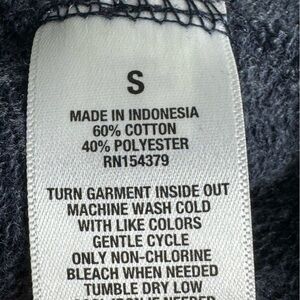 S
MADE IN INDONESIA
60% COTTON
40% POLYESTER
RN154379
TURN GARMENT INSIDE OUT
MACHINE WASH COLD
WITH LIKE COLORS
GENTLE CYCLE
ONLY NON-CHLORINE
BLEACH WHEN NEEDED
TUMBLE DRY LOW